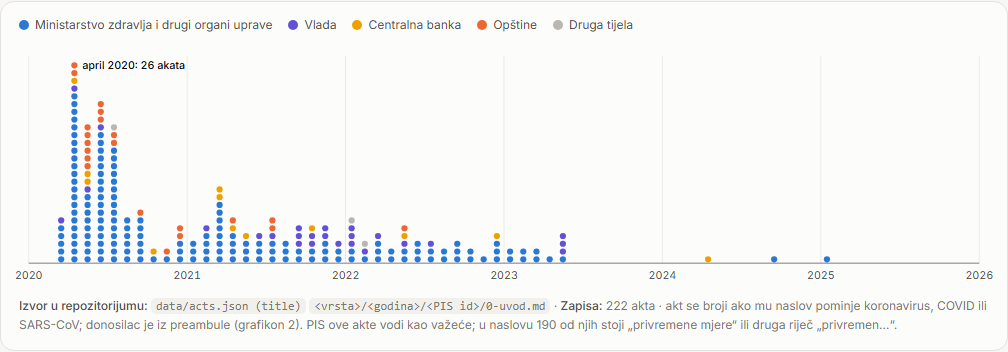 Ministarstvo zdravlja i drugi organi uprave Vlada Centralna banka Opštine Druga tijela
april 2020: 26 akata
2020 2021 2022 2023 2024 2025 2026
Izvor u repozitorijumu: data/acts.json (title) <vrsta>/<godina>/<PIS id>/0-uvod.md · Zapisa: 222 akta · akt se broji ako mu naslov pominje koronavirus, COVID ili
SARS-CoV; donosilac je iz preambule (grafikon 2). PIS ove akte vodi kao važeće; u naslovu 190 od njih stoji „privremene mjere“ ili druga riječ „privremen…“.